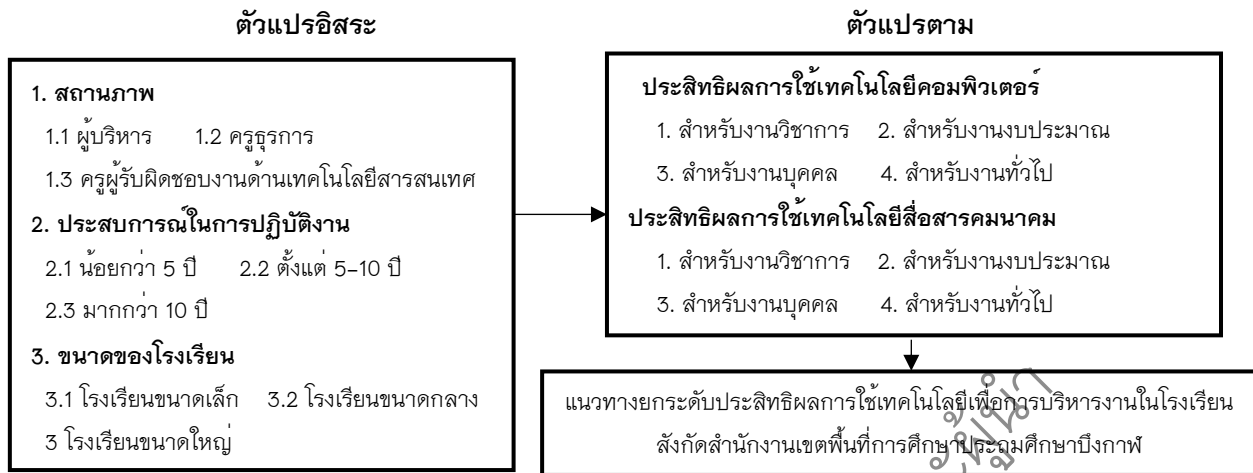 ตัวแปรอิสระ
1. สถานภาพ
1.1 ผู้บริหาร 1.2 ครูธุรการ
1.3 ครูผู้รับผิดชอบงานด้านเทคโนโลยีสารสนเทศ
2. ประสบการณ์ในการปฏิบัติงาน
2.1 น้อยกว่า 5 ปี 2.2 ตั้งแต่ 5-10 ปี
2.3 มากกว่า 10 ปี
3. ขนาดของโรงเรียน
3.1 โรงเรียนขนาดเล็ก 3.2 โรงเรียนขนาดกลาง
3 โรงเรียนขนาดใหญ่
ตัวแปรตาม
ประสิทธิผลการใช้เทคโนโลยีคอมพิวเตอร์
1. สำหรับงานวิชาการ 2. สำหรับงานงบประมาณ
3. สำหรับงานบุคคล 4. สำหรับงานทั่วไป
ประสิทธิผลการใช้เทคโนโลยีสื่อสารคมนาคม
1. สำหรับงานวิชาการ 2. สำหรับงานงบประมาณ
3. สำหรับงานบุคคล 4. สำหรับงานทั่วไป
แนวทางยกระดับประสิทธิผลการใช้เทคโนโลยีเพื่อการบริหารงานในโรงเรียน
สังกัดสำนักงานเขตพื้นที่การศึกษาประถมศึกษาบึงกาฬ